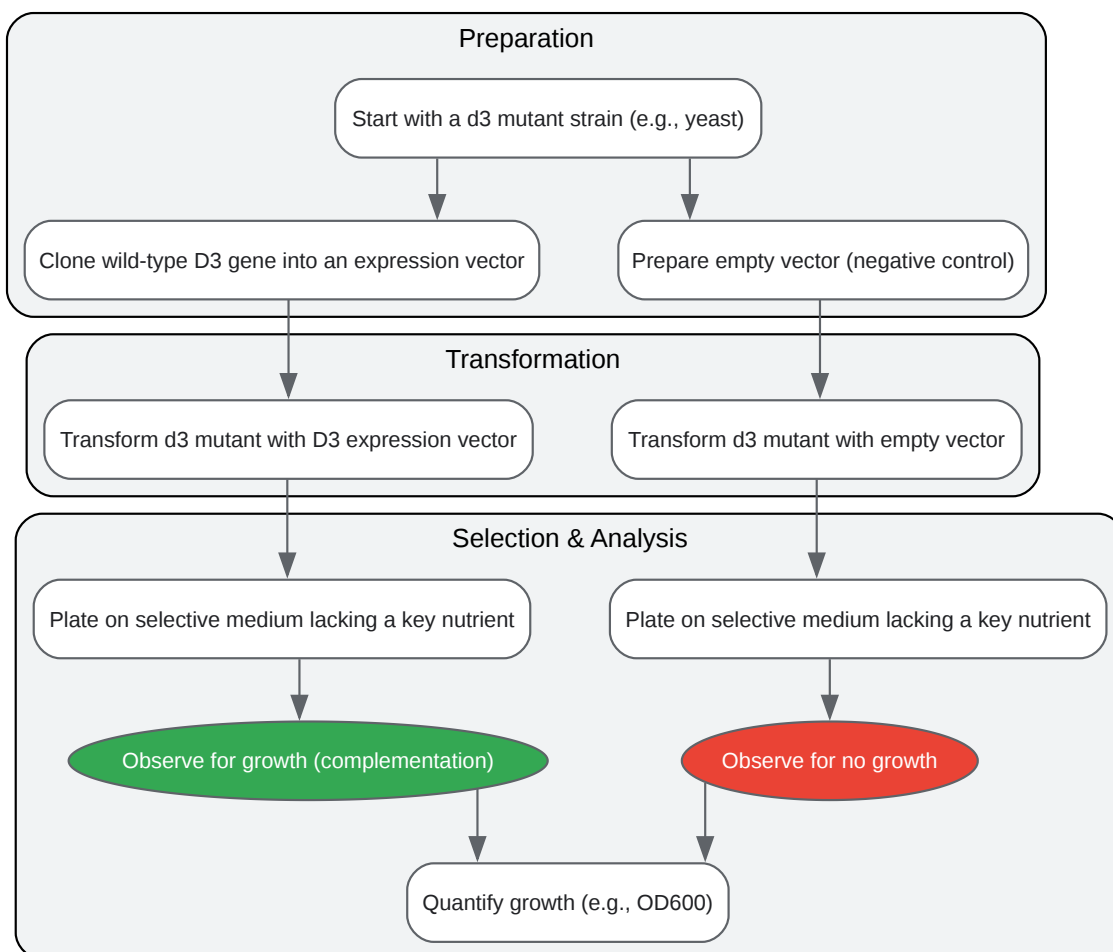 Preparation
Start with a d3 mutant strain (e.g., yeast)
Clone wild-type D3 gene into an expression vector
Prepare empty vector (negative control)
Transformation
Transform d3 mutant with D3 expression vector
Transform d3 mutant with empty vector
Selection & Analysis
Plate on selective medium lacking a key nutrient
Plate on selective medium lacking a key nutrient
Observe for growth (complementation)
Observe for no growth
Quantify growth (e.g., OD600)